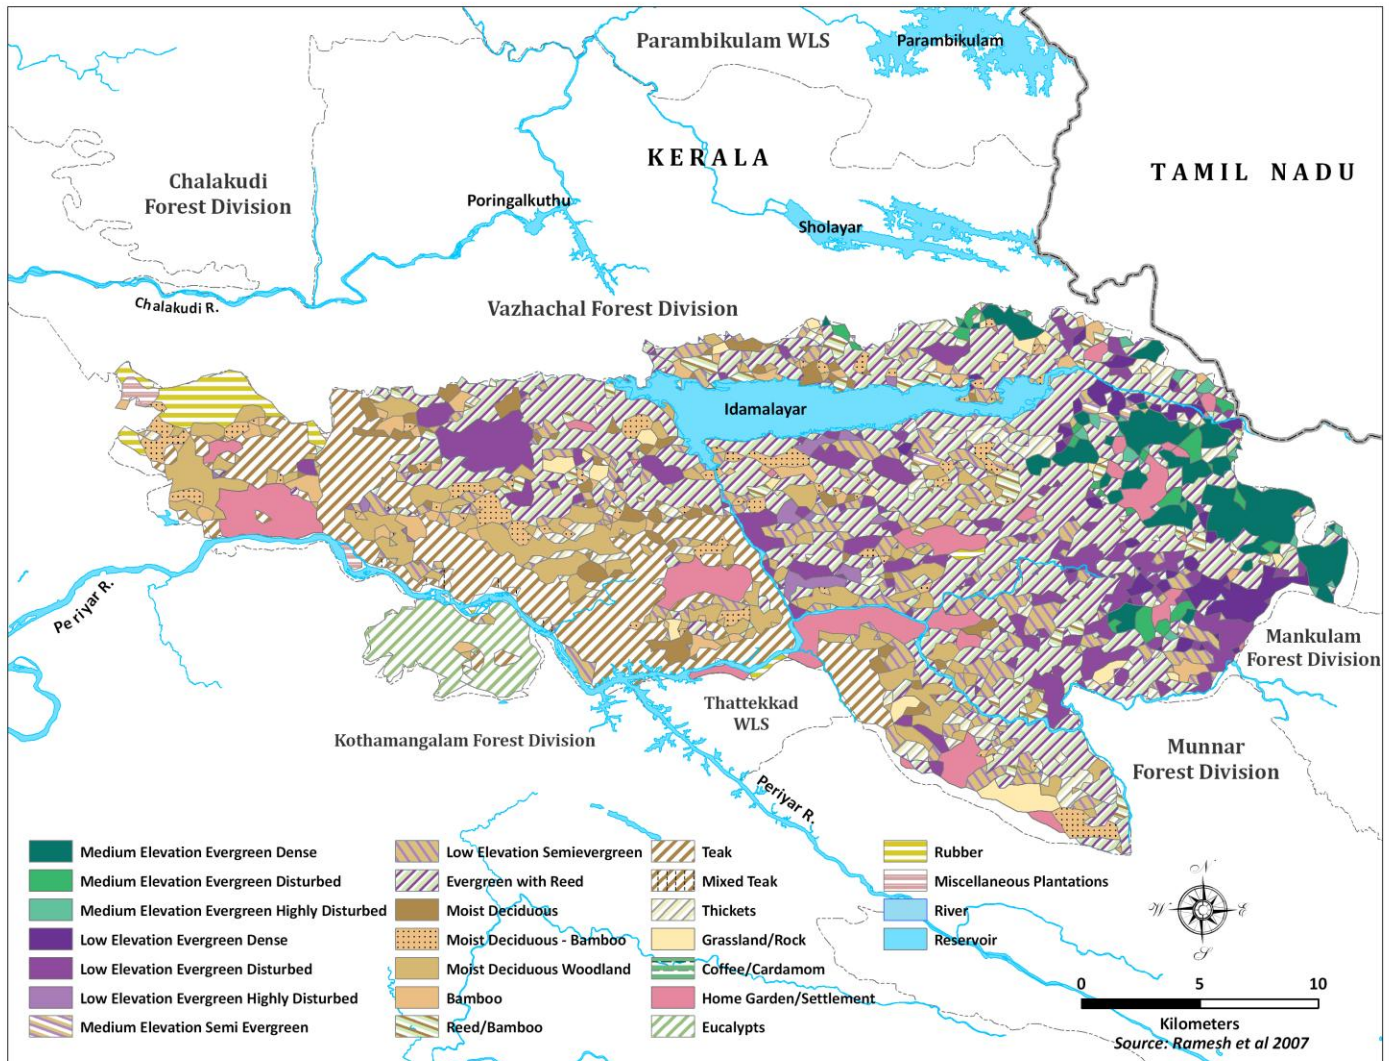 Parambikulam WLS
Parambikulam
KERALA
TAMIL NADU
Chalakudi
Forest Division
Poringalkuthu
Sholayar
Chalakudi R.
Vazhachal Forest Division
Idamalayar
Periyar R.
Mankulam
Forest Division
Thattekkad
WLS
Kothamangalam Forest Division
Munnar
Forest Division
Periyar R.
Medium Elevation Evergreen Dense
Medium Elevation Evergreen Disturbed
Medium Elevation Evergreen Highly Disturbed
Low Elevation Evergreen Dense
Low Elevation Evergreen Disturbed
Low Elevation Evergreen Highly Disturbed
Medium Elevation Semi Evergreen
Low Elevation Semievergreen
Evergreen with Reed
Moist Deciduous
Moist Deciduous - Bamboo
Moist Deciduous Woodland
Bamboo
Reed/Bamboo
Teak
Mixed Teak
Thickets
Grassland/Rock
Coffee/Cardamom
Home Garden/Settlement
Eucalypts
Rubber
Miscellaneous Plantations
River
Reservoir
N
W E
S
0 5 10
Kilometers
Source: Ramesh et al 2007